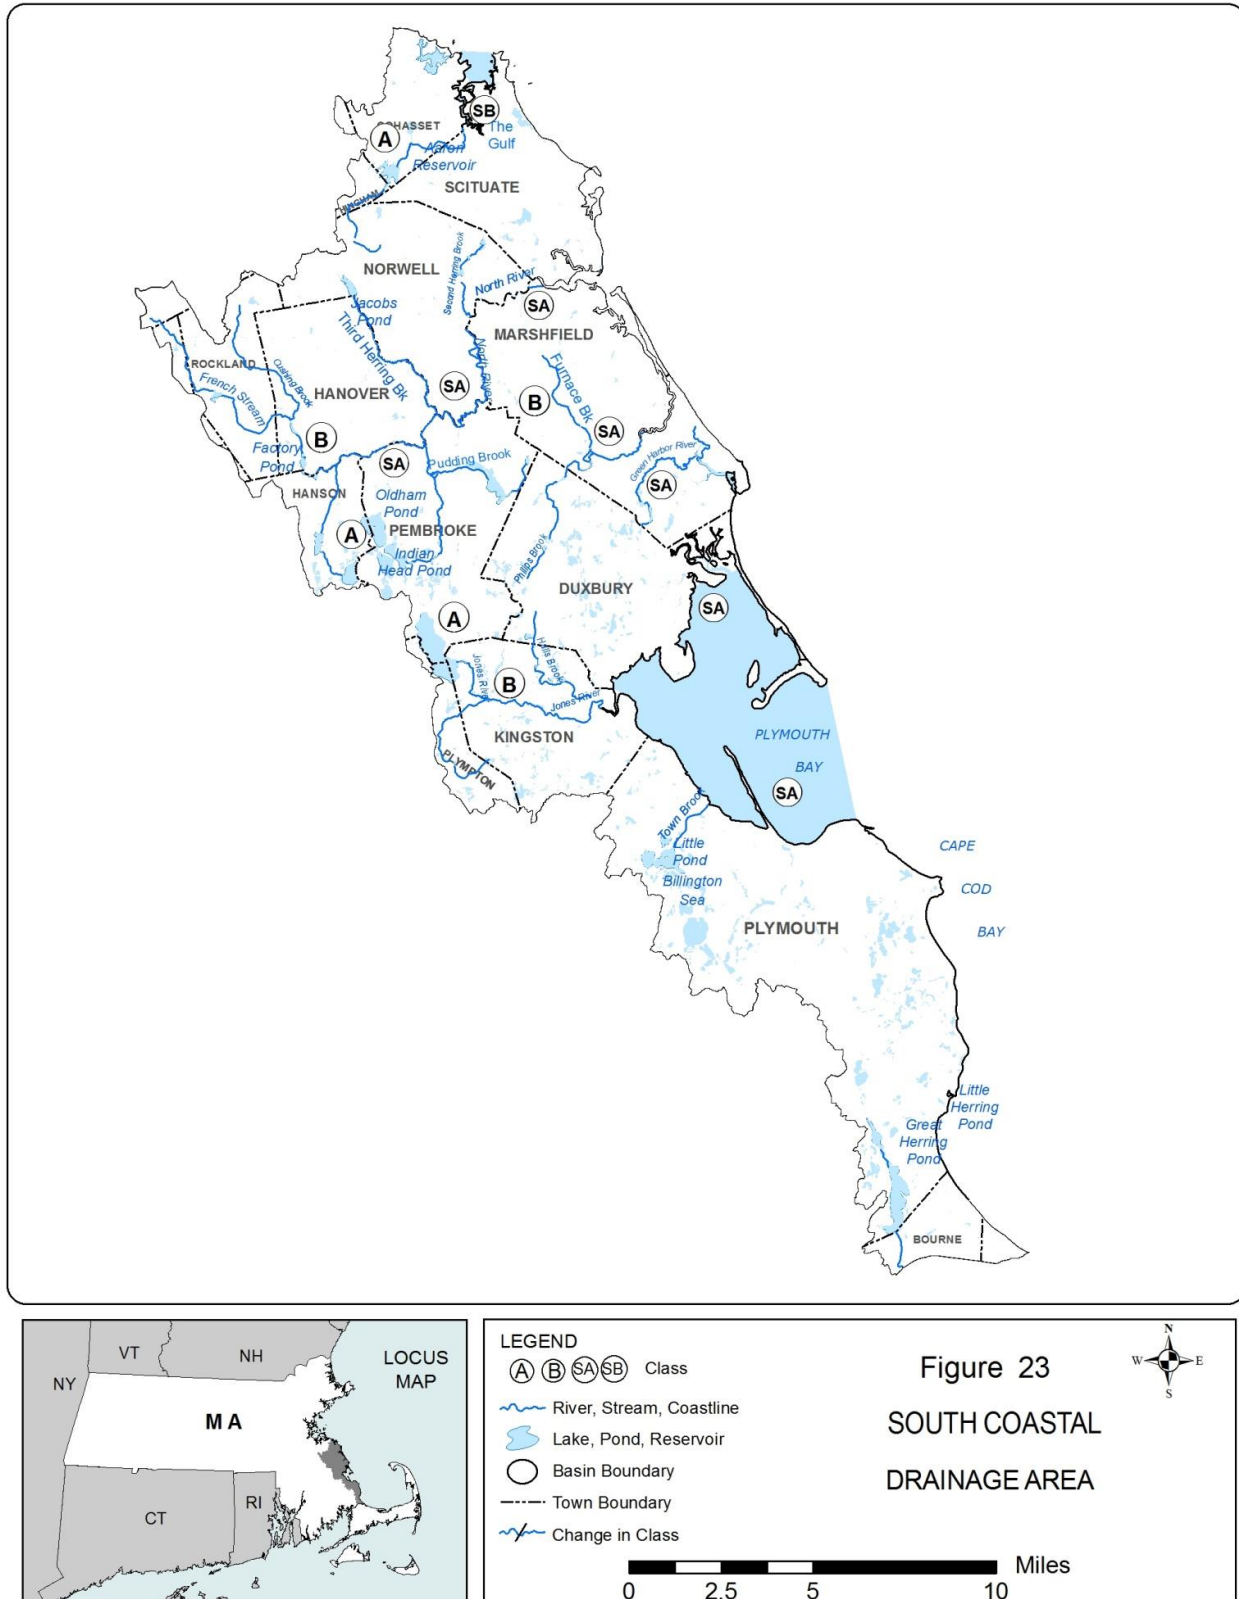 SB
The
Gulf
COHASSET
A
Aaron
Reservoir
SCITUATE
HINGHAM
NORWELL
Second Herring Brook
North River
SA
Jacobs
Pond
MARSHFIELD
Third Herring Bk
North River
ROCKLAND
Cushing Brook
French Stream
HANOVER
SA
Furnace Bk
B
SA
B
Factory
Pond
SA
Pudding Brook
Green Harbor River
SA
HANSON
Oldham
Pond
A
PEMBROKE
Indian
Head Pond
Philips Brook
DUXBURY
SA
A
Halls Brook
Jones River
B
Jones River
KINGSTON
PLYMPTON
PLYMOUTH
BAY
SA
Town Brook
Little
Pond
Billington
Sea
CAPE
COD
BAY
PLYMOUTH
Little
Herring
Pond
Great
Herring
Pond
BOURNE
NY
VT
NH
LOCUS
MAP
MA
CT
RI
LEGEND
A B SA SB Class
River, Stream, Coastline
Lake, Pond, Reservoir
Basin Boundary
Town Boundary
Change in Class
Figure 23
SOUTH COASTAL
DRAINAGE AREA
N
W E
S
Miles
0 2.5 5 10